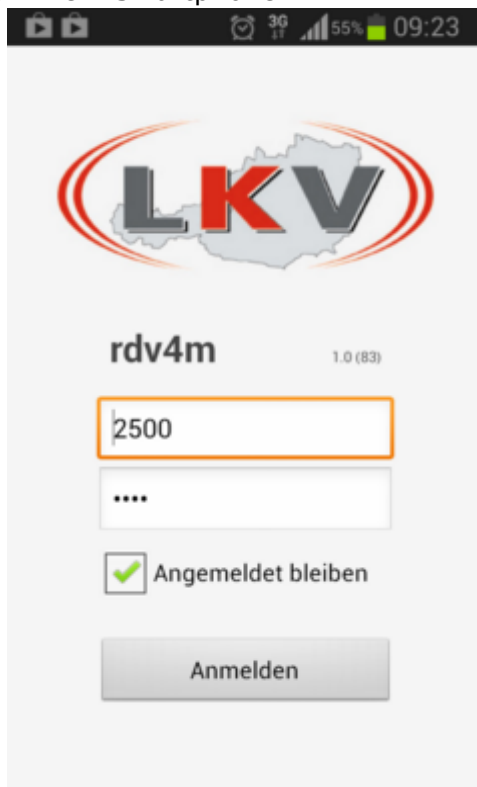 3G 55% 09:23
LKV
rdv4m 1.0 (83)
2500
••••
Angemeldet bleiben
Anmelden